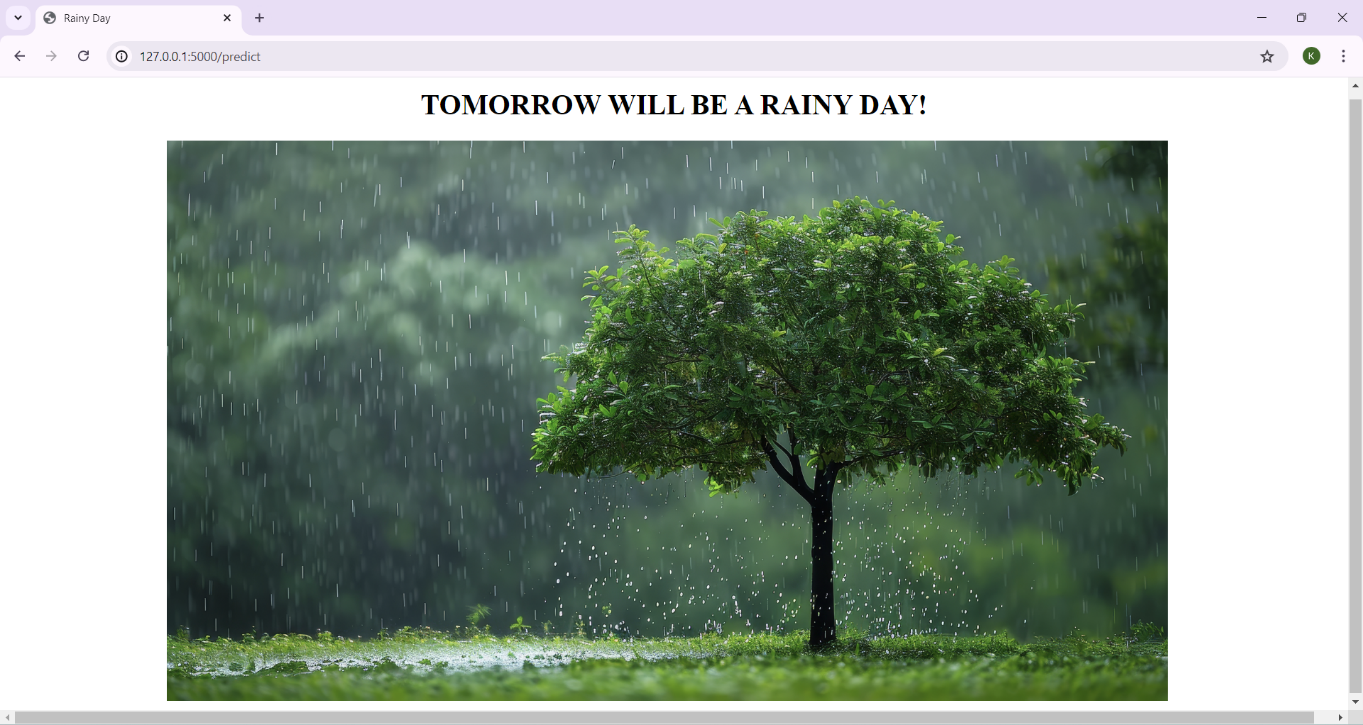 Rainy Day
127.0.0.1:5000/predict
K
TOMORROW WILL BE A RAINY DAY!